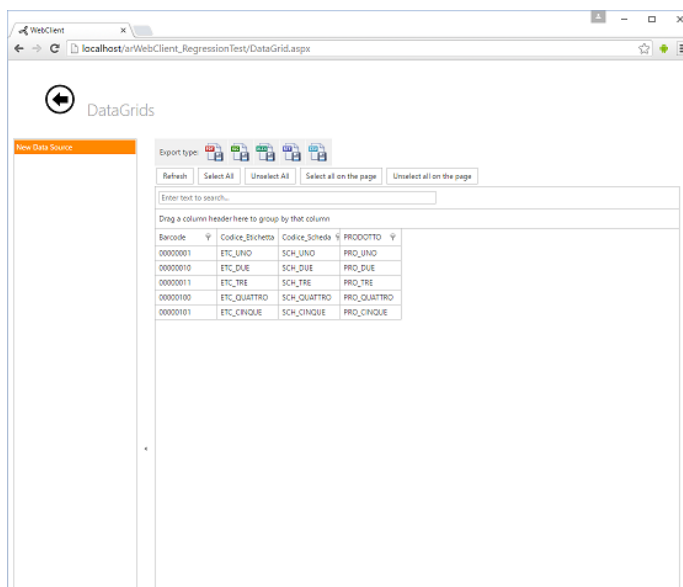 WebClient
localhost/arWebClient_RegressionTest/DataGrid.aspx
DataGrids
New Data Source
Export type:
Refresh Select All Unselect All Select all on the page Unselect all on the page
Enter text to search...
Drag a column header here to group by that column
Barcode Codice_Etichetta Codice_Scheda PRODOTTO
00000001 ETC_UNO SCH_UNO PRO_UNO
00000010 ETC_DUE SCH_DUE PRO_DUE
00000011 ETC_TRE SCH_TRE PRO_TRE
00000100 ETC_QUATTRO SCH_QUATTRO PRO_QUATTRO
00000101 ETC_CINQUE SCH_CINQUE PRO_CINQUE